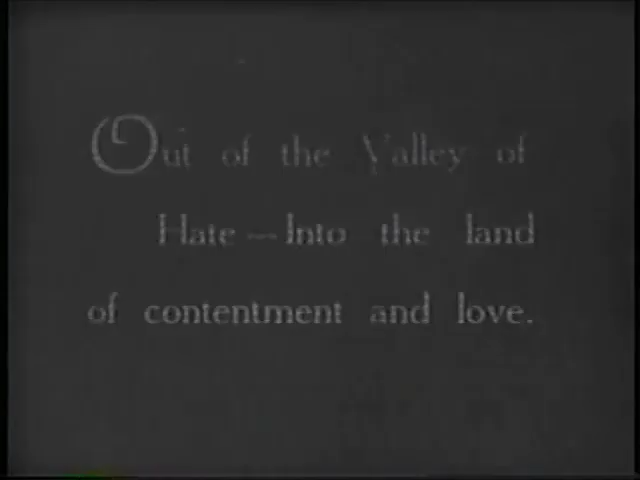 Out of the Valley of
Hate — Into the land
of contentment and love.